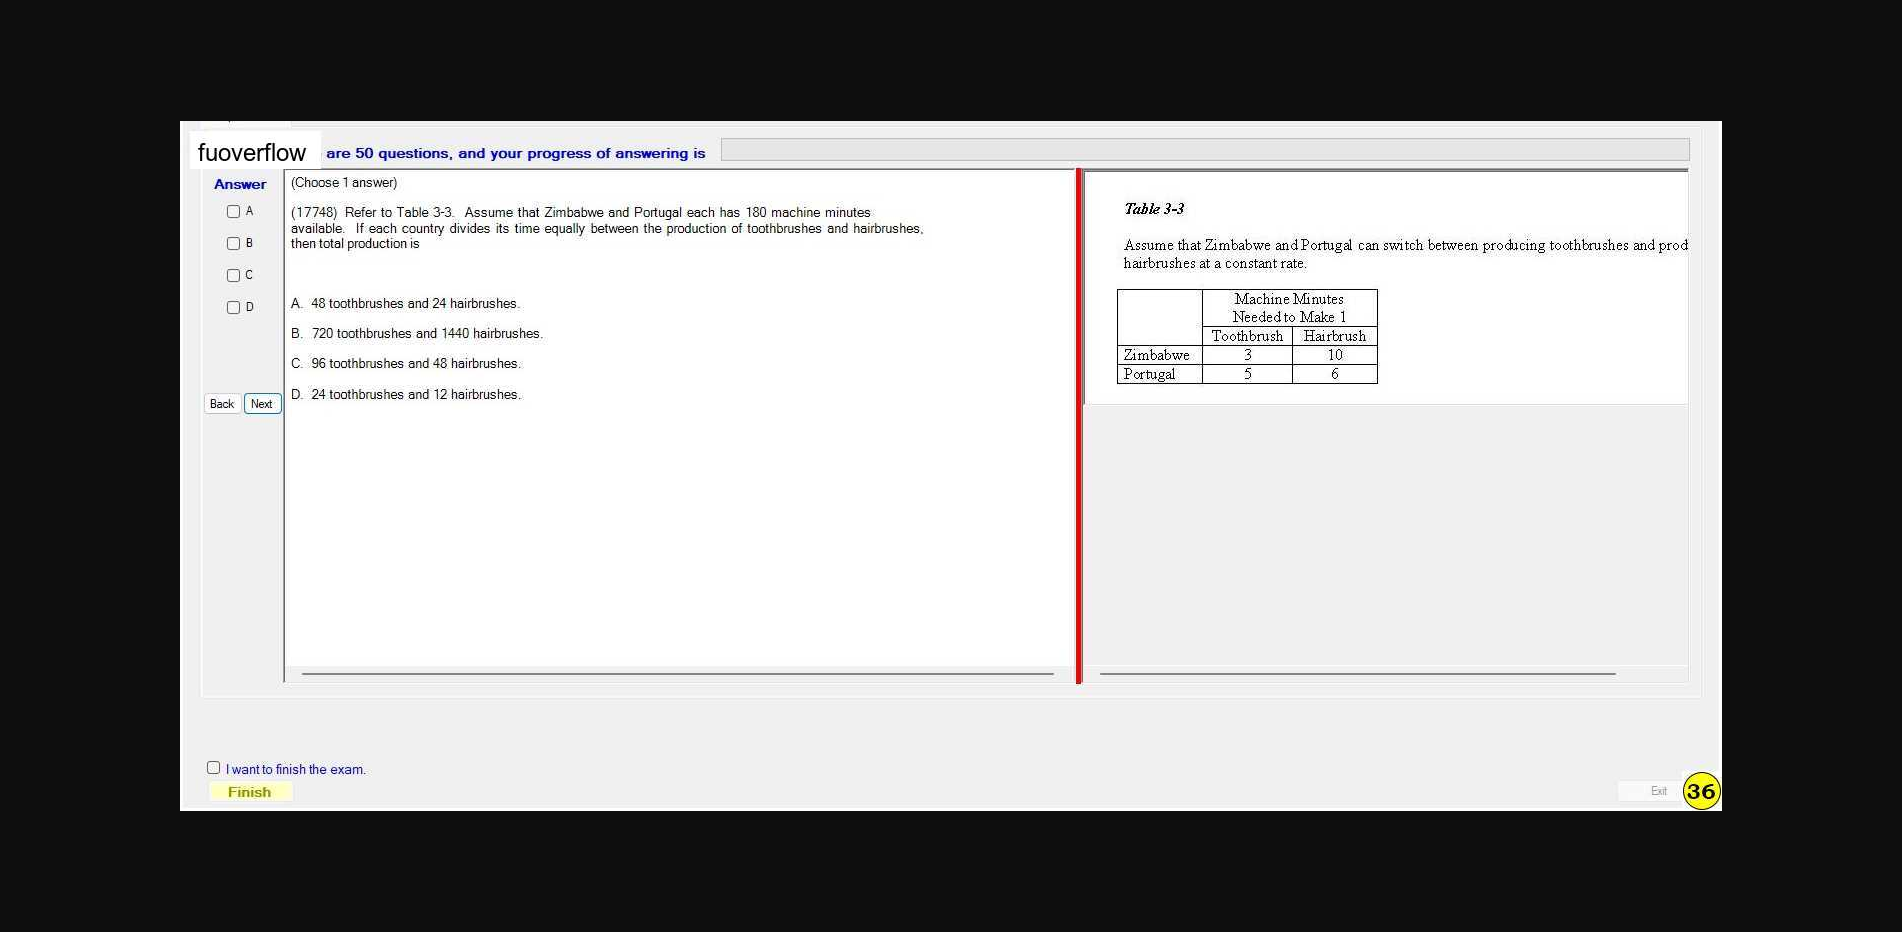 fuoverflow are 50 questions, and your progress of answering is
Answer
A
B
C
D
Back Next
(Choose 1 answer)
(17748) Refer to Table 3-3. Assume that Zimbabwe and Portugal each has 180 machine minutes
available. If each country divides its time equally between the production of toothbrushes and hairbrushes,
then total production is
A. 48 toothbrushes and 24 hairbrushes.
B. 720 toothbrushes and 1440 hairbrushes.
C. 96 toothbrushes and 48 hairbrushes.
D. 24 toothbrushes and 12 hairbrushes.
Table 3-3
Assume that Zimbabwe and Portugal can switch between producing toothbrushes and prod
hairbrushes at a constant rate.
Machine Minutes
Needed to Make 1
Toothbrush Hairbrush
Zimbabwe 3 10
Portugal 5 6
I want to finish the exam.
Finish
Exit
36